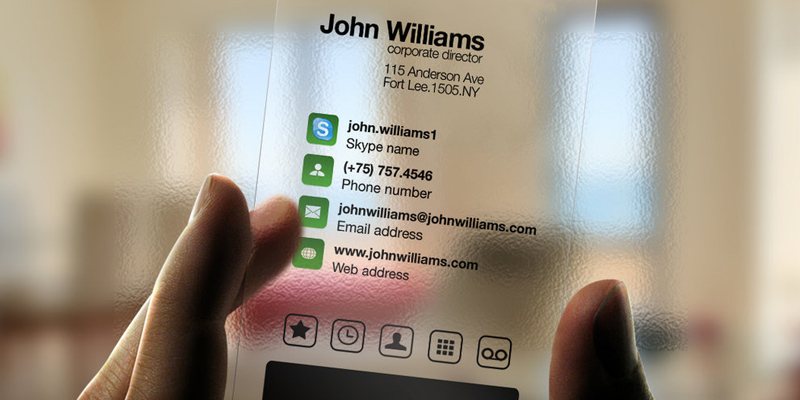 John Williams
corporate director
115 Anderson Ave
Fort Lee.1505.NY
john.williams1
Skype name
(+75) 757.4546
Phone number
johnwilliams@johnwilliams.com
Email address
www.johnwilliams.com
Web address